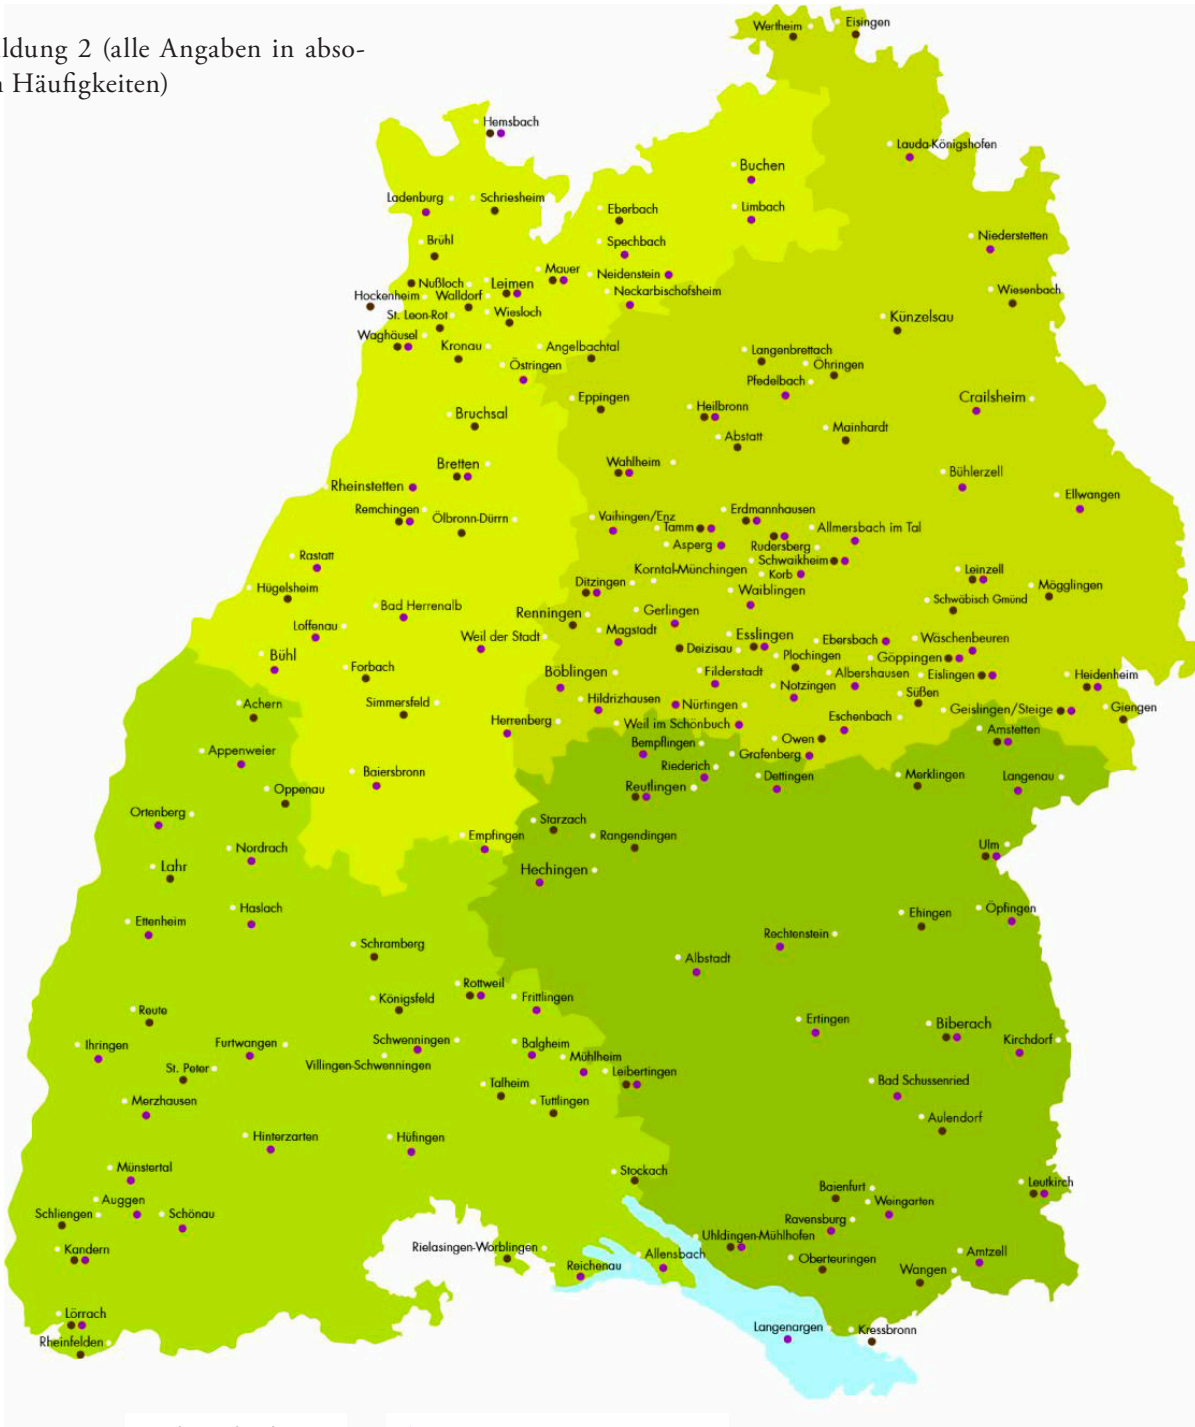 ldung 2 (alle Angaben in abso-
n Häufigkeiten)
Wertheim
Eisingen
Hemsbach
Lauda-Königshofen
Buchen
Ladenburg
Schriesheim
Limbach
Eberbach
Brühl
Spechbach
Niederstetten
Mauer
Neidenstein
Nußloch
Leimen
Hockenheim
Walldorf
Neckarbischofsheim
Wiesenbach
St. Leon-Rot
Wiesloch
Künzelsau
Waghäusel
Kronau
Angelbachtal
Langenbrettach
Östringen
Öhringen
Pfedelbach
Eppingen
Crailsheim
Heilbronn
Bruchsal
Abstatt
Mainhardt
Bretten
Wahlheim
Bühlerzell
Rheinstetten
Ellwangen
Remchingen
Ölbronn-Dürrn
Vaihingen/Enz
Erdmannhausen
Tamm
Allmersbach im Tal
Asperg
Rudersberg
Rastatt
Schwaikheim
Korntal-Münchingen
Korb
Leinzell
Hügelsheim
Ditzingen
Waiblingen
Mögglingen
Schwäbisch Gmünd
Bad Herrenalb
Renningen
Gerlingen
Loffenau
Weil der Stadt
Magstadt
Esslingen
Ebersbach
Wäschenbeuren
Deizisau
Bühl
Plochingen
Göppingen
Forbach
Böblingen
Filderstadt
Albershausen
Eislingen
Heidenheim
Notzingen
Süßen
Achern
Simmersfeld
Hildrizhausen
Nürtingen
Geislingen/Steige
Giengen
Herrenberg
Weil im Schönbuch
Eschenbach
Amstetten
Appenweier
Bempflingen
Owen
Grafenberg
Baiersbronn
Riederich
Dettingen
Merklingen
Langenau
Oppenau
Reutlingen
Ortenberg
Starzach
Empfingen
Rangendingen
Nordrach
Ulm
Lahr
Hechingen
Haslach
Ehingen
Öpfingen
Ettenheim
Rechtenstein
Schramberg
Albstadt
Rottweil
Königsfeld
Frittlingen
Reute
Ertingen
Biberach
Ihringen
Furtwangen
Schwenningen
Balgheim
Kirchdorf
St. Peter
Villingen-Schwenningen
Mühlheim
Leibertingen
Talheim
Bad Schussenried
Merzhausen
Tuttlingen
Aulendorf
Hinterzarten
Hüfingen
Münstertal
Stockach
Leutkirch
Baienfurt
Auggen
Weingarten
Schliengen
Schönau
Ravensburg
Uhldingen-Mühlhofen
Kandern
Rielasingen-Worblingen
Allensbach
Amtzell
Reichenau
Oberteuringen
Wangen
Lörrach
Langenargen
Kressbronn
Rheinfelden